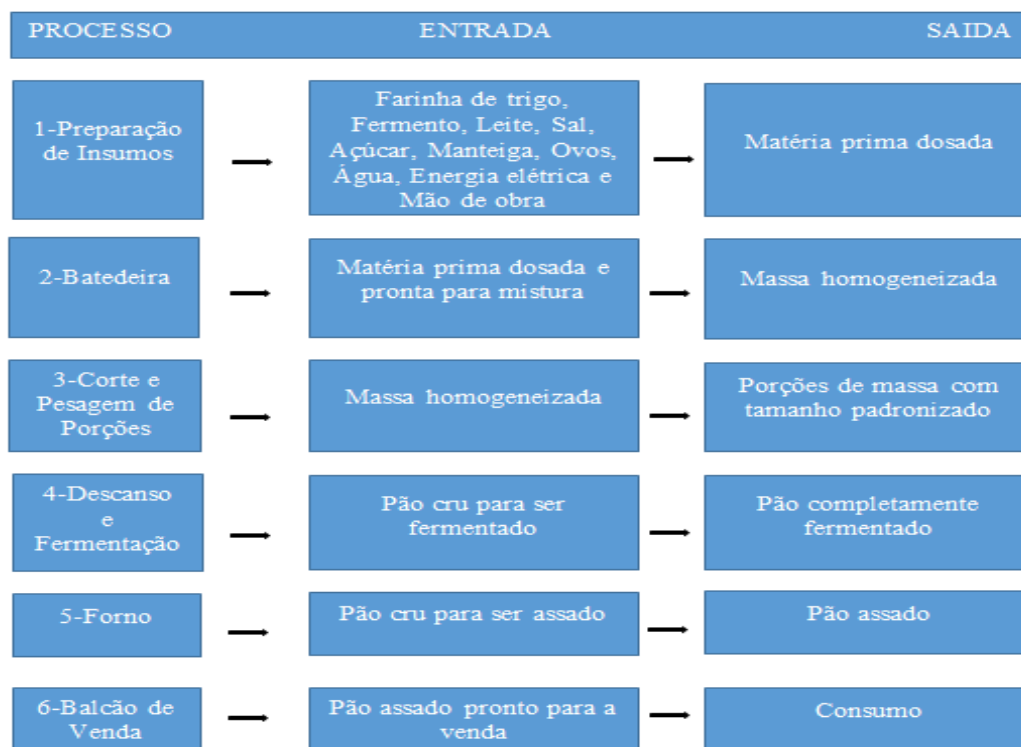 PROCESSO ENTRADA SAIDA
1-Preparação
de Insumos
Farinha de trigo,
Fermento, Leite, Sal,
Açúcar, Manteiga, Ovos,
Água, Energia elétrica e
Mão de obra
Matéria prima dosada
2-Batedeira
Matéria prima dosada e
pronta para mistura
Massa homogeneizada
3-Corte e
Pesagem de
Porções
Massa homogeneizada
Porções de massa com
tamanho padronizado
4-Descanso
e
Fermentação
Pão cru para ser
fermentado
Pão completamente
fermentado
5-Forno
Pão cru para ser assado
Pão assado
6-Balcão de
Venda
Pão assado pronto para a
venda
Consumo